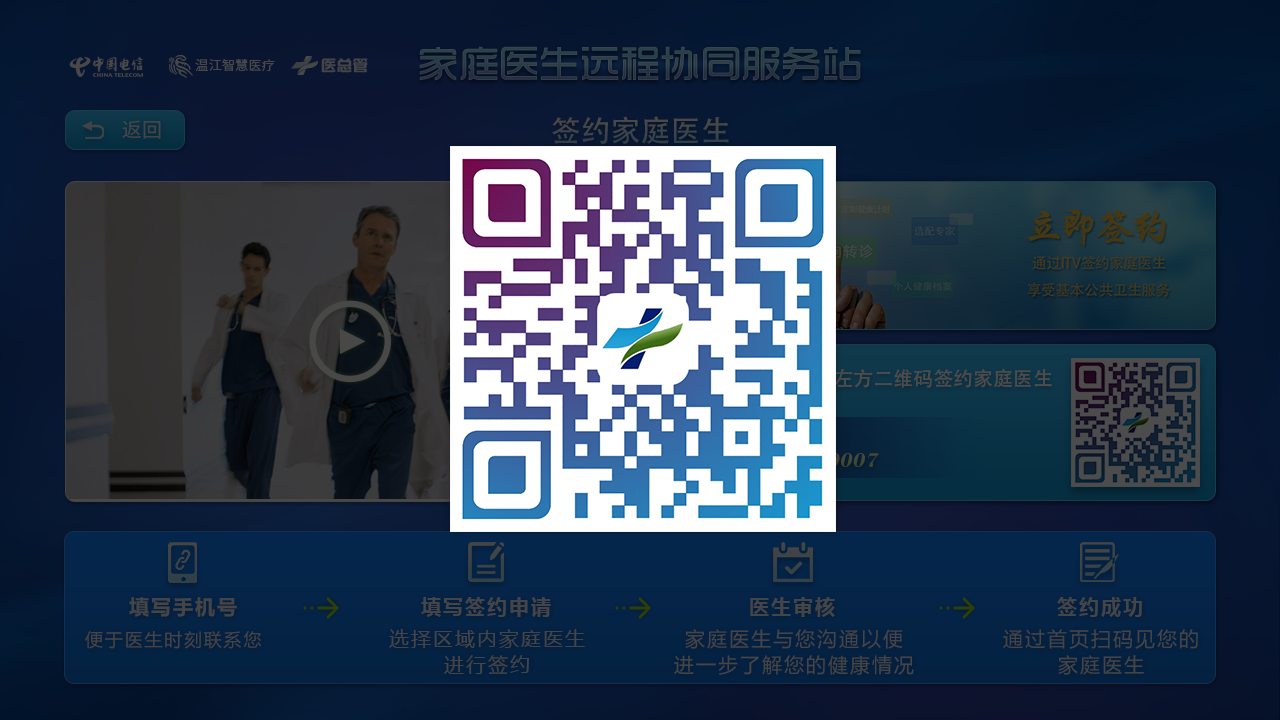 中国电信
CHINA TELECOM
温江智慧医疗
医总管
家庭医生远程协同服务站
返回
签约家庭医生
定制随访计划
适配专家
转诊
个人健康档案
立即签约
通过ITV签约家庭医生
享受基本公共卫生服务
左方二维码签约家庭医生
0007
填写手机号
便于医生时刻联系您
填写签约申请
选择区域内家庭医生
进行签约
医生审核
家庭医生与您沟通以便
进一步了解您的健康情况
签约成功
通过首页扫码见您的
家庭医生